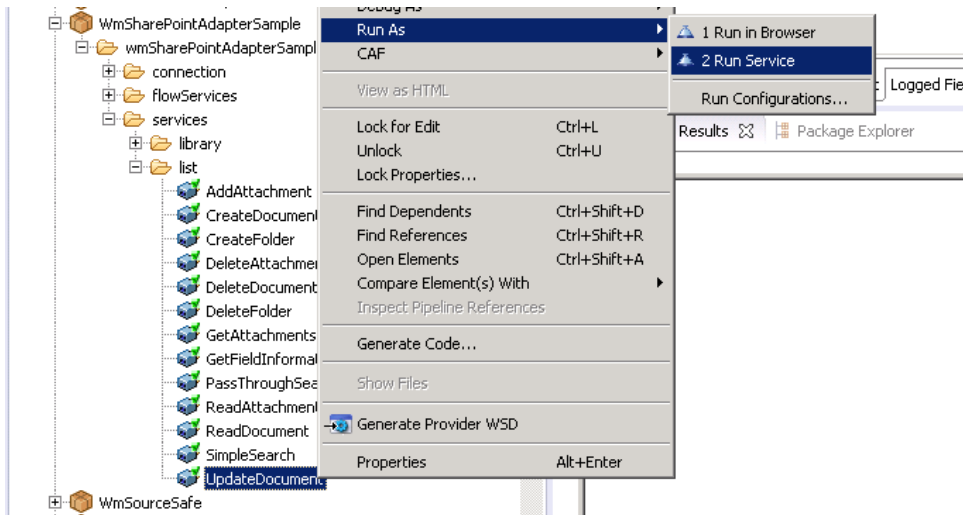 WmSharePointAdapterSample
wmSharePointAdapterSampl
connection
flowServices
services
library
list
AddAttachment
CreateDocument
CreateFolder
DeleteAttachmen
DeleteDocument
DeleteFolder
GetAttachments
GetFieldInformat
PassThroughSea
ReadAttachment
ReadDocument
SimpleSearch
UpdateDocument
WmSourceSafe
Debug As
Run As
CAF
View as HTML
Lock for Edit Ctrl+L
Unlock Ctrl+U
Lock Properties...
Find Dependents Ctrl+Shift+D
Find References Ctrl+Shift+R
Open Elements Ctrl+Shift+A
Compare Element(s) With
Inspect Pipeline References
Generate Code...
Show Files
Generate Provider WSD
Properties Alt+Enter
1 Run in Browser
2 Run Service
Run Configurations...
Logged Fie
Results Package Explorer